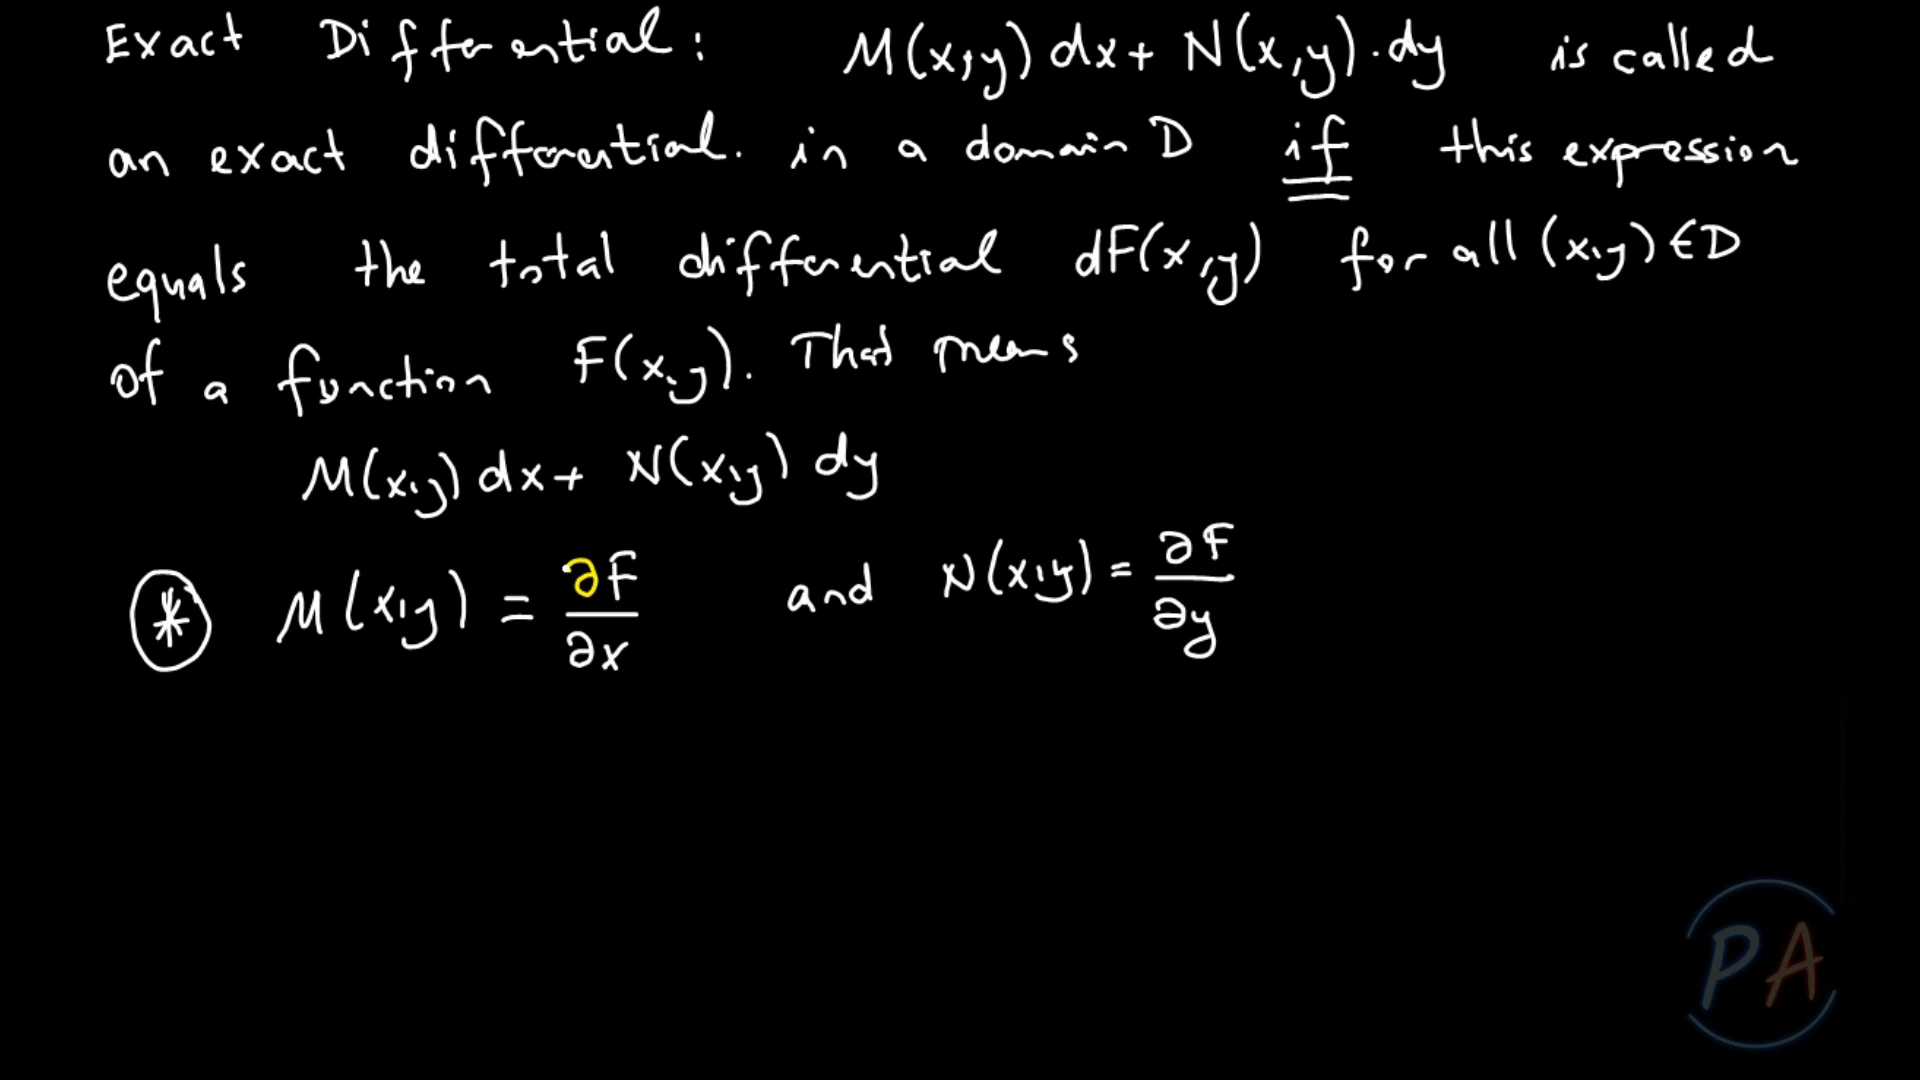 Exact Differential: M(x,y) dx + N(x,y).dy is called
an exact differential. in a domain D if this expression
equals the total differential dF(x,y) for all (x,y) ∈ D
of a function F(x,y). That means
M(x,y) dx + N(x,y) dy
* M(x,y) = ∂F/∂x and N(x,y) = ∂F/∂y
PA